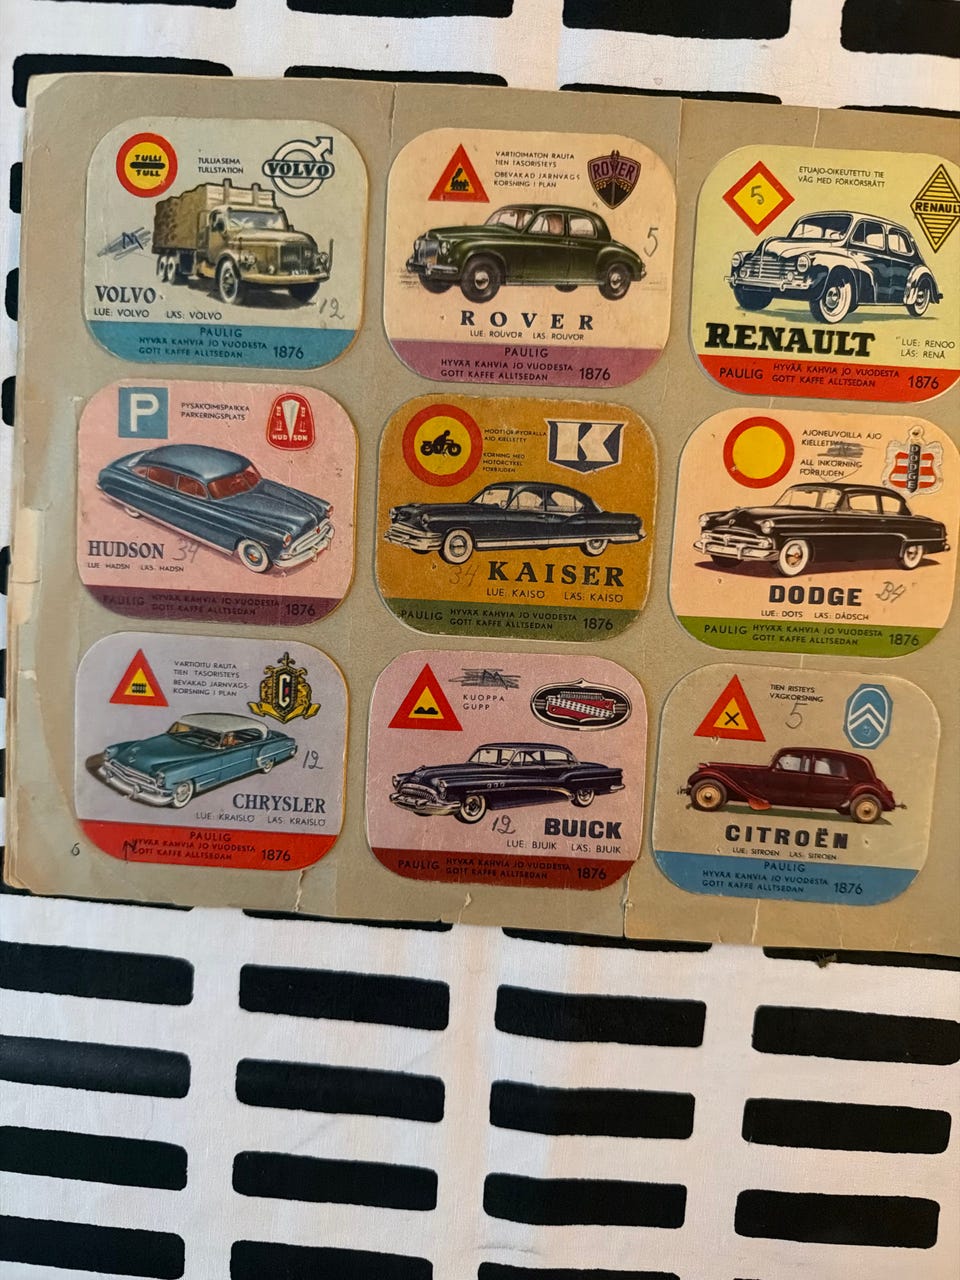 TULLI
TULL
TULLIASEMA
TULLSTATION
VOLVO
N
VOLVO
LUE: VOLVO LÄS: VOLVO
12
PAULIG
HYVÄÄ KAHVIA JO VUODESTA
GOTT KAFFE ALLTSEDAN 1876
VARTIOIMATON RAUTA
TIEN TASORISTEYS
OBEVAKAD JÄRNVÄGS
KORSNING I PLAN
ROVER
5
ROVER
LUE: ROUVOR LÄS: ROUVOR
PAULIG
HYVÄÄ KAHVIA JO VUODESTA
GOTT KAFFE ALLTSEDAN 1876
5
ETUAJO-OIKEUTETTU TIE
VÄG MED FÖRKÖRSRÄTT
RENAULT
RENAULT
LUE: RENOO
LÄS: RENÅ
PAULIG HYVÄÄ KAHVIA JO VUODESTA
GOTT KAFFE ALLTSEDAN 1876
P
PYSÄKÖIMISPAIKKA
PARKERINGSPLATS
HUDSON
HUDSON 34
LUE HADSN LÄS: HADSN
PAULIG HYVÄÄ KAHVIA JO VUODESTA
GOTT KAFFE ALLTSEDAN 1876
MOOTTORIPYÖRÄLLÄ
AJO KIELLETTY
KÖRNING MED
MOTORCYKEL
FÖRBJUDEN
K
34 KAISER
LUE: KAISÖ LÄS: KAISÖ
PAULIG HYVÄÄ KAHVIA JO VUODESTA
GOTT KAFFE ALLTSEDAN 1876
AJONEUVOILLA AJO
KIELLETTY
ALL INKÖRNING
FÖRBJUDEN
DODGE
DODGE 34
LUE: DOTS LÄS: DÅDSCH
PAULIG HYVÄÄ KAHVIA JO VUODESTA
GOTT KAFFE ALLTSEDAN 1876
VARTIOITU RAUTA
TIEN TASORISTEYS
BEVAKAD JÄRNVÄGS-
KORSNING I PLAN
C
12
CHRYSLER
LUE: KRAISLÖ LÄS: KRAISLÖ
PAULIG
HYVÄÄ KAHVIA JO VUODESTA
GOTT KAFFE ALLTSEDAN 1876
KUOPPA
GUPP
12 BUICK
LUE: BJUIK LÄS: BJUIK
PAULIG HYVÄÄ KAHVIA JO VUODESTA
GOTT KAFFE ALLTSEDAN 1876
TIEN RISTEYS
VÄGKORSNING
5
CITROËN
LUE: SITROEN LÄS: SITROEN
PAULIG
HYVÄÄ KAHVIA JO VUODESTA
GOTT KAFFE ALLTSEDAN 1876
6